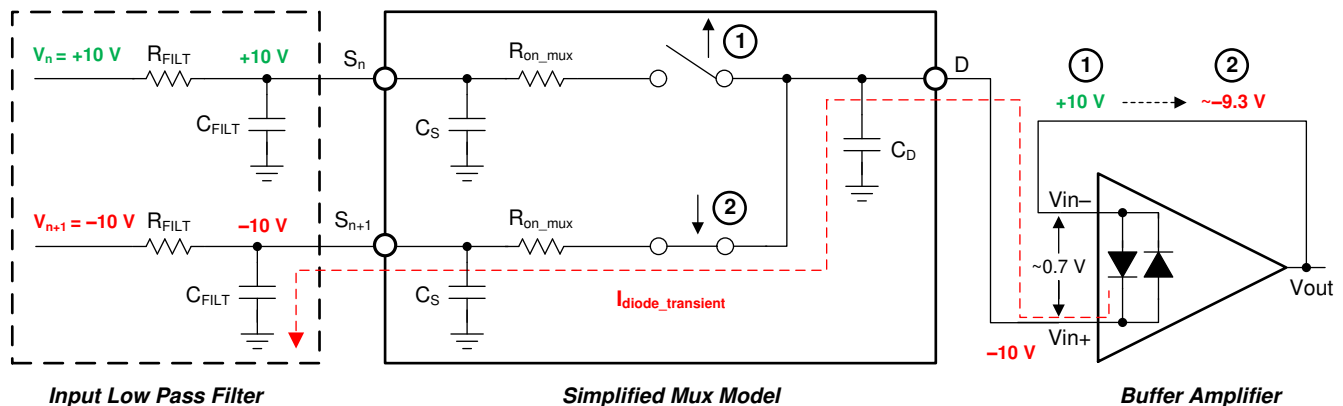 Vn = +10 V
RFILT
+10 V
Sn
Ron_mux
1
D
1
2
+10 V
~–9.3 V
CFILT
CS
CD
Vn+1 = –10 V
RFILT
–10 V
Sn+1
Ron_mux
2
Vin–
~0.7 V
Vout
CFILT
CS
Idiode_transient
Vin+
–10 V
Input Low Pass Filter
Simplified Mux Model
Buffer Amplifier